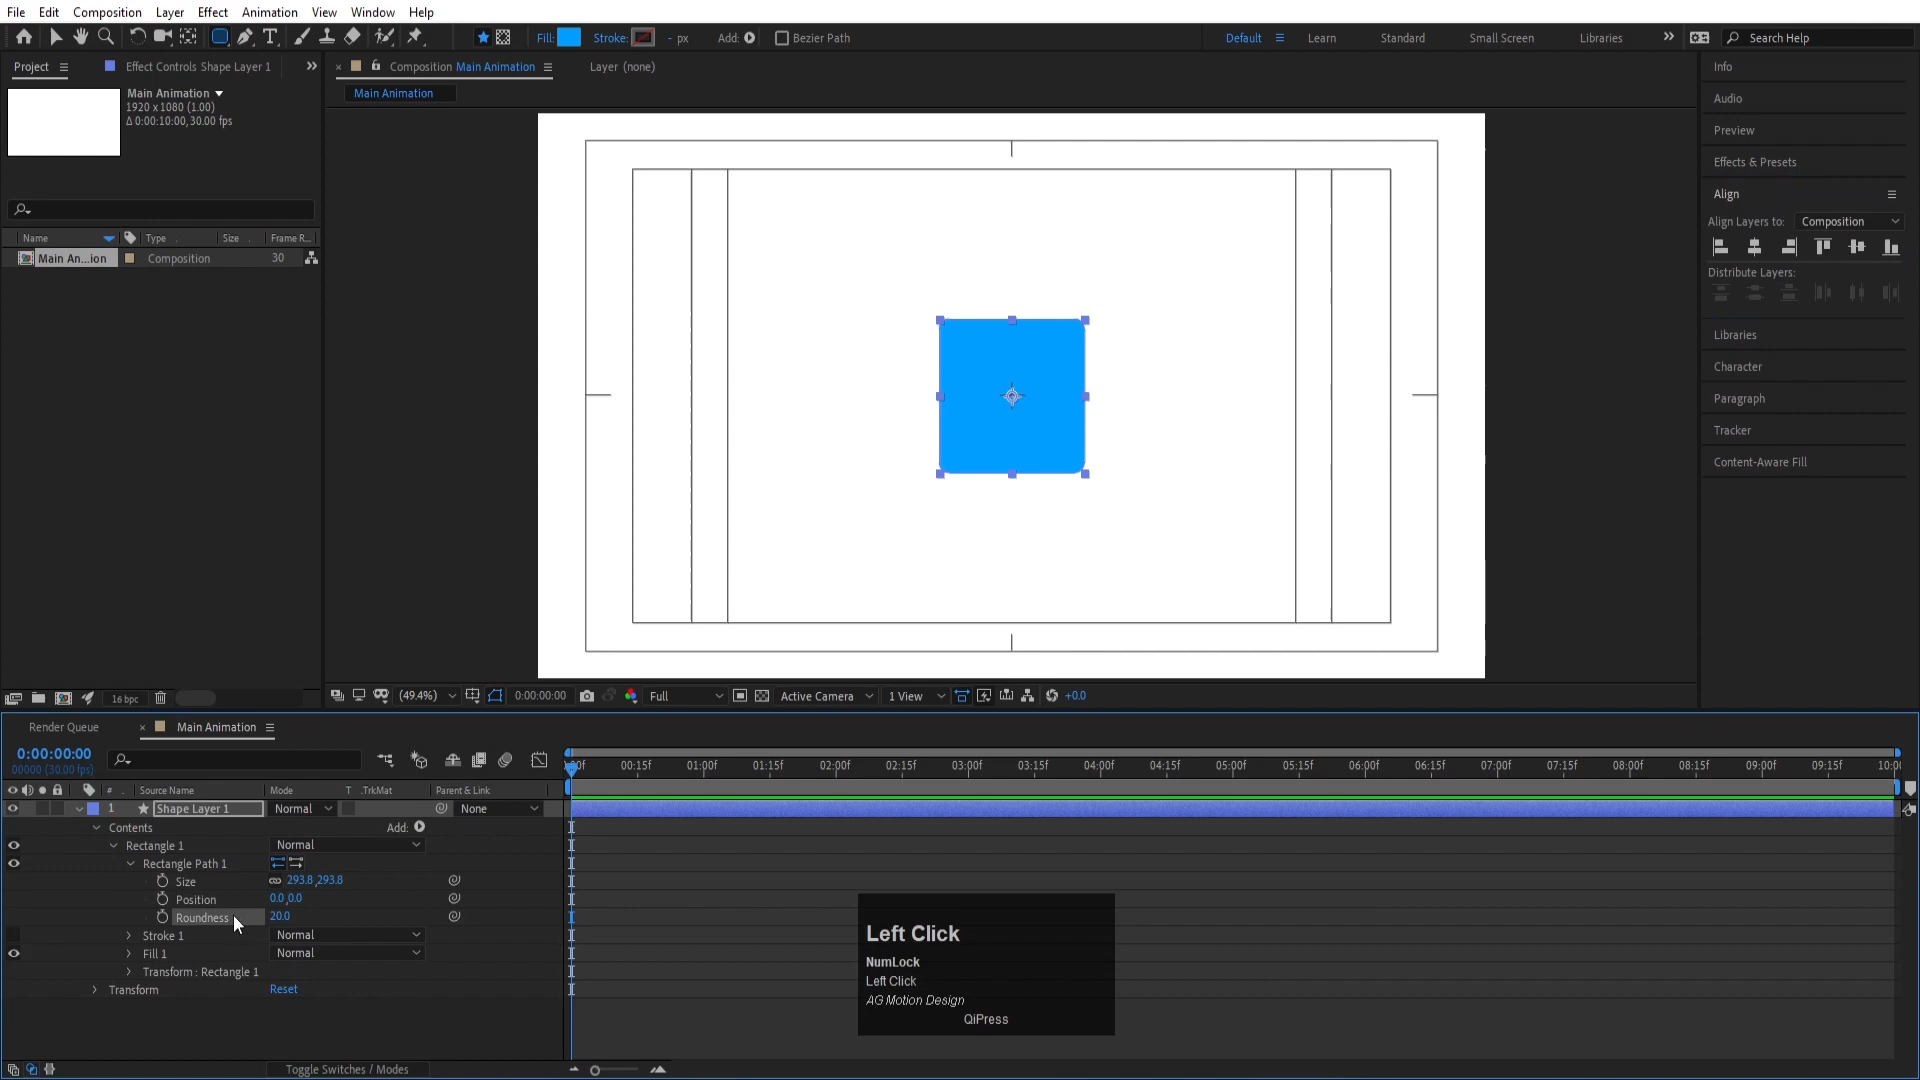 File Edit Composition Layer Effect Animation View Window Help
Fill: Stroke: - px Add: Bezier Path Default Learn Standard Small Screen Libraries Search Help
Project Effect Controls Shape Layer 1 Composition Main Animation Layer (none) Info
Main Animation
Main Animation
1920 x 1080 (1.00)
Δ 0:00:10:00, 30.00 fps
Audio
Preview
Effects & Presets
Align
Align Layers to: Composition
Distribute Layers:
Name Type Size Frame R...
Main An...ion Composition 30
Libraries
Character
Paragraph
Tracker
Content-Aware Fill
16 bpc
(49.4%) 0:00:00:00 Full Active Camera 1 View +0.0
Render Queue Main Animation
0:00:00:00
00000 (30.00 fps)
:00f 00:15f 01:00f 01:15f 02:00f 02:15f 03:00f 03:15f 04:00f 04:15f 05:00f 05:15f 06:00f 06:15f 07:00f 07:15f 08:00f 08:15f 09:00f 09:15f 10:00
# Source Name Mode T .TrkMat Parent & Link
1 Shape Layer 1 Normal None
Contents Add:
Rectangle 1 Normal
Rectangle Path 1
Size 293.8,293.8
Position 0.0,0.0
Roundness 20.0
Stroke 1 Normal
Fill 1 Normal
Transform : Rectangle 1
Transform Reset
Left Click
NumLock
Left Click
AG Motion Design
QiPress
Toggle Switches / Modes